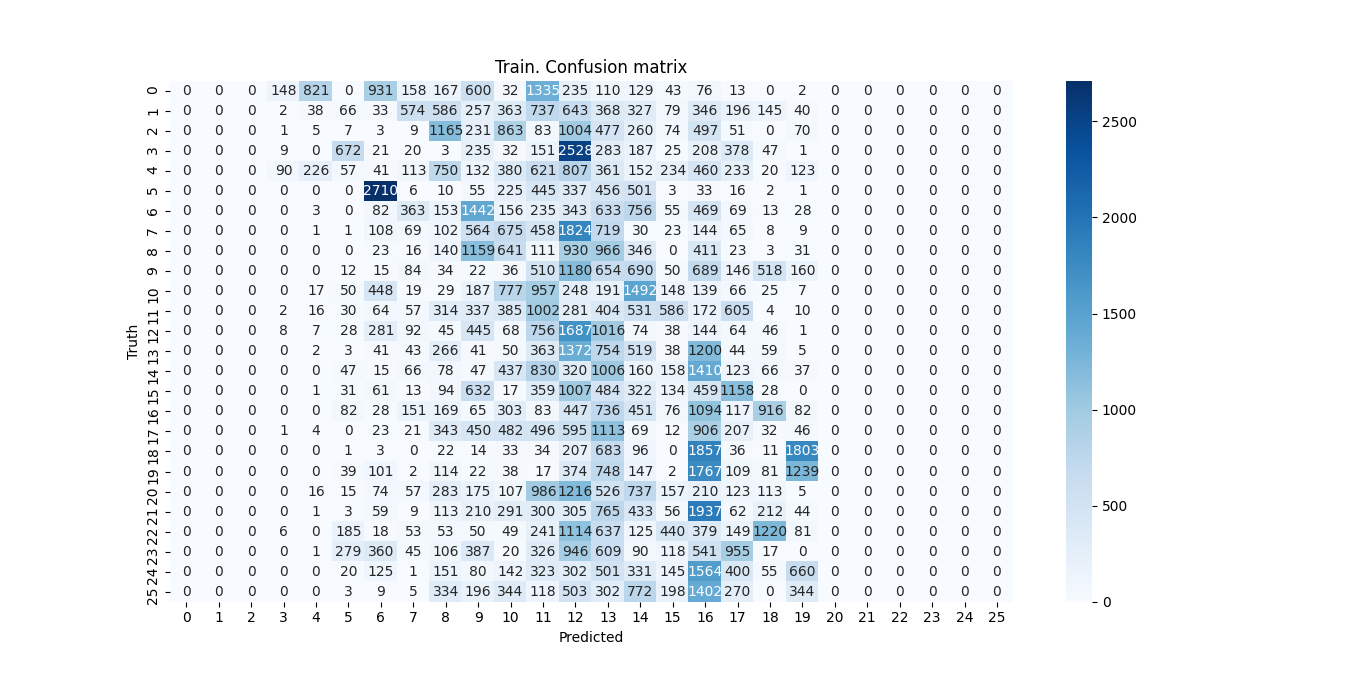 Train. Confusion matrix
0 0 0 0 148 821 0 931 158 167 600 32 1335 235 110 129 43 76 13 0 2 0 0 0 0 0 0
1 0 0 0 2 38 66 33 574 586 257 363 737 643 368 327 79 346 196 145 40 0 0 0 0 0 0
2 0 0 0 1 5 7 3 9 1165 231 863 83 1004 477 260 74 497 51 0 70 0 0 0 0 0 0
3 0 0 0 9 0 672 21 20 3 235 32 151 2528 283 187 25 208 378 47 1 0 0 0 0 0 0
4 0 0 0 90 226 57 41 113 750 132 380 621 807 361 152 234 460 233 20 123 0 0 0 0 0 0
5 0 0 0 0 0 0 2710 6 10 55 225 445 337 456 501 3 33 16 2 1 0 0 0 0 0 0
6 0 0 0 0 3 0 82 363 153 1442 156 235 343 633 756 55 469 69 13 28 0 0 0 0 0 0
7 0 0 0 0 1 1 108 69 102 564 675 458 1824 719 30 23 144 65 8 9 0 0 0 0 0 0
8 0 0 0 0 0 0 23 16 140 1159 641 111 930 966 346 0 411 23 3 31 0 0 0 0 0 0
9 0 0 0 0 0 12 15 84 34 22 36 510 1180 654 690 50 689 146 518 160 0 0 0 0 0 0
10 0 0 0 0 17 50 448 19 29 187 777 957 248 191 1492 148 139 66 25 7 0 0 0 0 0 0
11 0 0 0 2 16 30 64 57 314 337 385 1002 281 404 531 586 172 605 4 10 0 0 0 0 0 0
12 0 0 0 8 7 28 281 92 45 445 68 756 1687 1016 74 38 144 64 46 1 0 0 0 0 0 0
13 0 0 0 0 2 3 41 43 266 41 50 363 1372 754 519 38 1200 44 59 5 0 0 0 0 0 0
14 0 0 0 0 0 47 15 66 78 47 437 830 320 1006 160 158 1410 123 66 37 0 0 0 0 0 0
15 0 0 0 0 1 31 61 13 94 632 17 359 1007 484 322 134 459 1158 28 0 0 0 0 0 0 0
16 0 0 0 0 0 82 28 151 169 65 303 83 447 736 451 76 1094 117 916 82 0 0 0 0 0 0
17 0 0 0 1 4 0 23 21 343 450 482 496 595 1113 69 12 906 207 32 46 0 0 0 0 0 0
18 0 0 0 0 0 1 3 0 22 14 33 34 207 683 96 0 1857 36 11 1803 0 0 0 0 0 0
19 0 0 0 0 0 39 101 2 114 22 38 17 374 748 147 2 1767 109 81 1239 0 0 0 0 0 0
20 0 0 0 0 16 15 74 57 283 175 107 986 1216 526 737 157 210 123 113 5 0 0 0 0 0 0
21 0 0 0 0 1 3 59 9 113 210 291 300 305 765 433 56 1937 62 212 44 0 0 0 0 0 0
22 0 0 0 6 0 185 18 53 53 50 49 241 1114 637 125 440 379 149 1220 81 0 0 0 0 0 0
23 0 0 0 0 1 279 360 45 106 387 20 326 946 609 90 118 541 955 17 0 0 0 0 0 0 0
24 0 0 0 0 0 20 125 1 151 80 142 323 302 501 331 145 1564 400 55 660 0 0 0 0 0 0
25 0 0 0 0 0 3 9 5 334 196 344 118 503 302 772 198 1402 270 0 344 0 0 0 0 0 0
0 1 2 3 4 5 6 7 8 9 10 11 12 13 14 15 16 17 18 19 20 21 22 23 24 25
Predicted
Truth
2500
2000
1500
1000
500
0